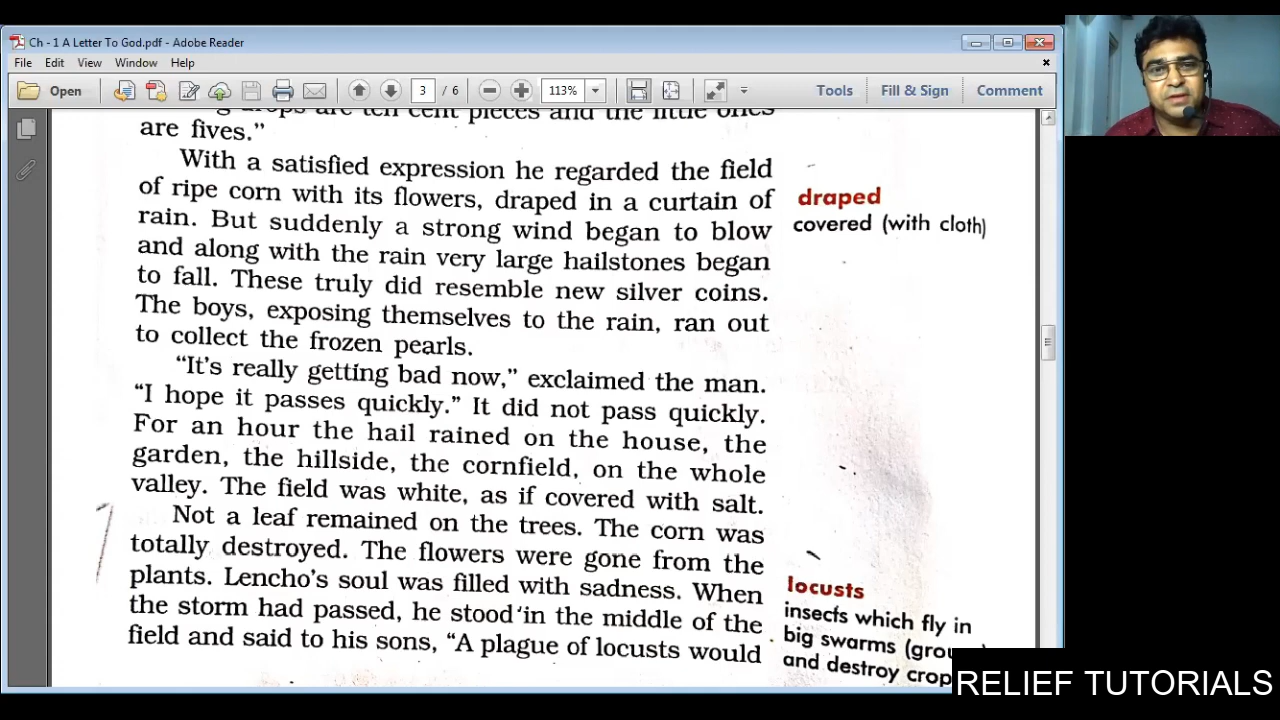 Ch - 1 A Letter To God.pdf - Adobe Reader
File Edit View Window Help
Open 3 / 6 113% Tools Fill & Sign Comment
drops are ten cent pieces and the little ones
are fives.”
With a satisfied expression he regarded the field
of ripe corn with its flowers, draped in a curtain of
rain. But suddenly a strong wind began to blow
and along with the rain very large hailstones began
to fall. These truly did resemble new silver coins.
The boys, exposing themselves to the rain, ran out
to collect the frozen pearls.
“It’s really getting bad now,” exclaimed the man.
“I hope it passes quickly.” It did not pass quickly.
For an hour the hail rained on the house, the
garden, the hillside, the cornfield, on the whole
valley. The field was white, as if covered with salt.
Not a leaf remained on the trees. The corn was
totally destroyed. The flowers were gone from the
plants. Lencho’s soul was filled with sadness. When
the storm had passed, he stood in the middle of the
field and said to his sons, “A plague of locusts would
draped
covered (with cloth)
locusts
insects which fly in
big swarms
and destroy
RELIEF TUTORIALS